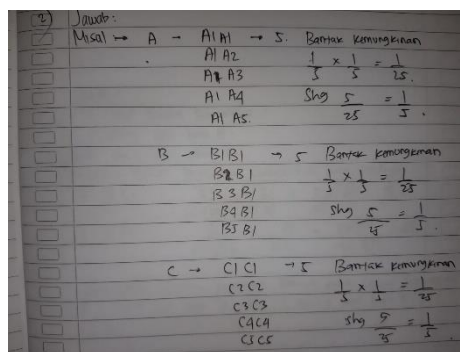 2) Jawab:
Misal → A → A1 A1 → 5. Bantak kemungkinan
A1 A2 1/5 × 1/5 = 1/25.
A1 A3
A1 A4 Shg 5/25 = 1/5.
A1 A5.
B → B1 B1 → 5 Bantak kemungkinan
B2 B1 1/5 × 1/5 = 1/25
B3 B1
B4 B1 Shg 5/25 = 1/5.
B5 B1
C → C1 C1 → 5 Bantak kemungkinan
C2 C2 1/5 × 1/5 = 1/25
C3 C3
C4 C4 shg 5/25 = 1/5
C5 C5